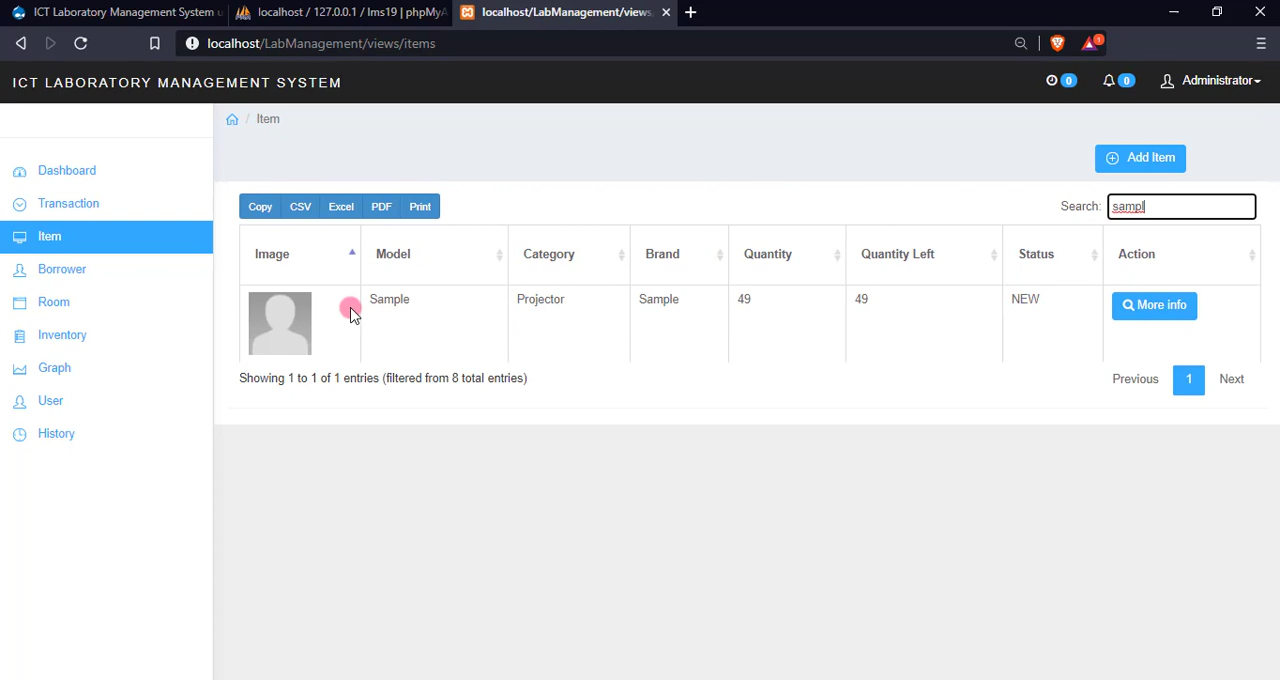 ICT Laboratory Management System u
localhost / 127.0.0.1 / lms19 | phpMyA
localhost/LabManagement/views
localhost/LabManagement/views/items
1
ICT LABORATORY MANAGEMENT SYSTEM
0
0
Administrator
/ Item
Add Item
Dashboard
Transaction
Item
Borrower
Room
Inventory
Graph
User
History
Copy CSV Excel PDF Print
Search: sampl
Image Model Category Brand Quantity Quantity Left Status Action
Sample Projector Sample 49 49 NEW More info
Showing 1 to 1 of 1 entries (filtered from 8 total entries)
Previous 1 Next